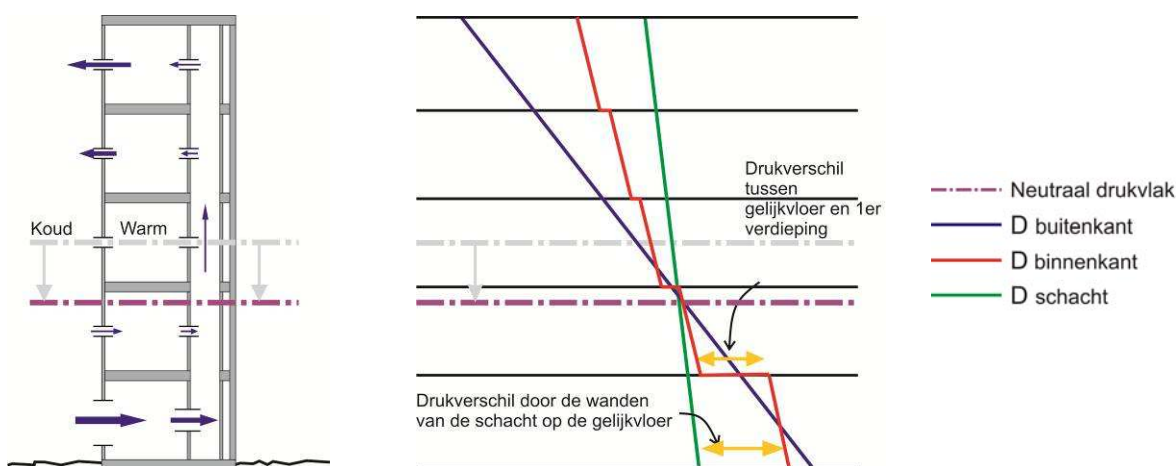 Koud
Warm
Drukverschil
tussen
gelijkvloer en 1er
verdieping
Drukverschil door de wanden
van de schacht op de gelijkvloer
Neutraal drukvlak
D buitenkant
D binnenkant
D schacht